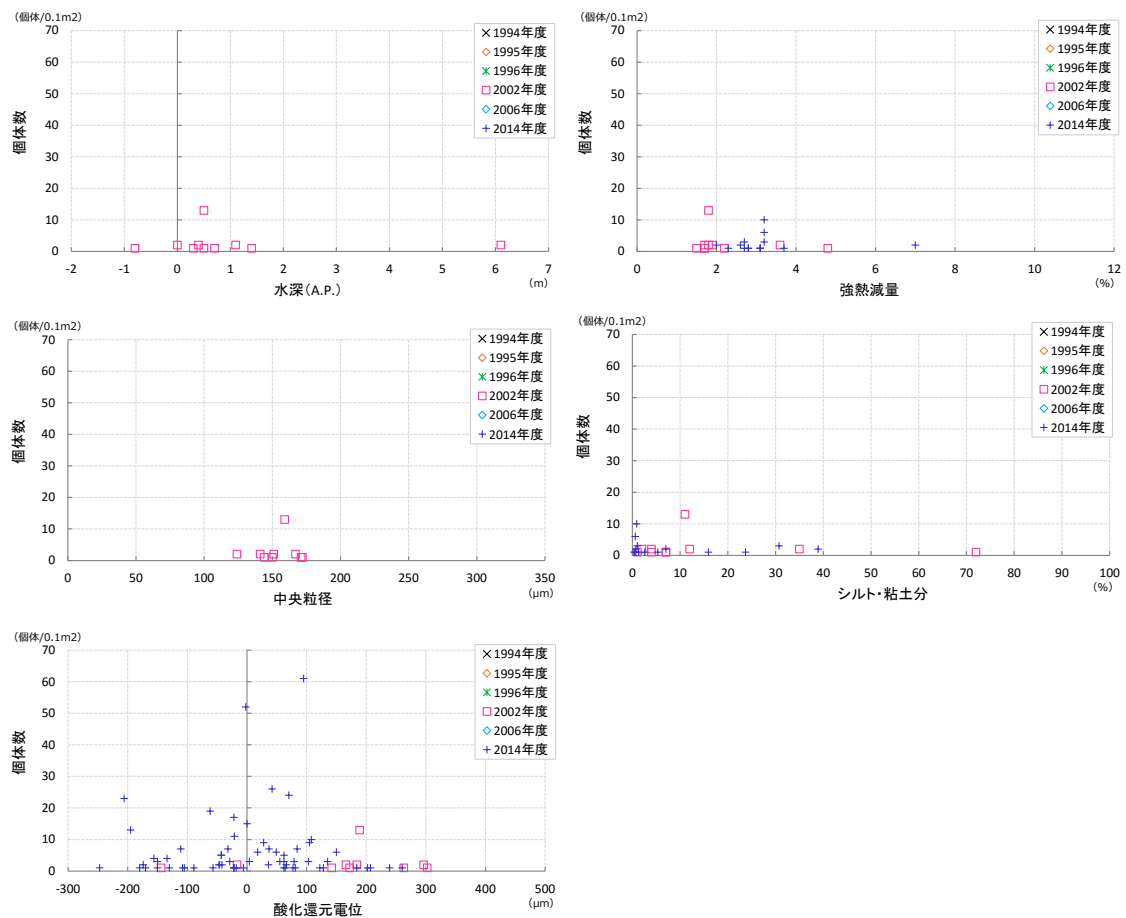 (個体/0.1m2)
70
60
50
40
30
20
10
0
個体数
-2 -1 0 1 2 3 4 5 6 7
水深(A.P.)
(m)
1994年度
1995年度
1996年度
2002年度
2006年度
2014年度
(個体/0.1m2)
70
60
50
40
30
20
10
0
個体数
0 2 4 6 8 10 12
強熱減量
(%)
1994年度
1995年度
1996年度
2002年度
2006年度
2014年度
(個体/0.1m2)
70
60
50
40
30
20
10
0
個体数
0 50 100 150 200 250 300 350
中央粒径
(μm)
1994年度
1995年度
1996年度
2002年度
2006年度
2014年度
(個体/0.1m2)
70
60
50
40
30
20
10
0
個体数
0 10 20 30 40 50 60 70 80 90 100
シルト・粘土分
(%)
1994年度
1995年度
1996年度
2002年度
2006年度
2014年度
(個体/0.1m2)
70
60
50
40
30
20
10
0
個体数
-300 -200 -100 0 100 200 300 400 500
酸化還元電位
(μm)
1994年度
1995年度
1996年度
2002年度
2006年度
2014年度